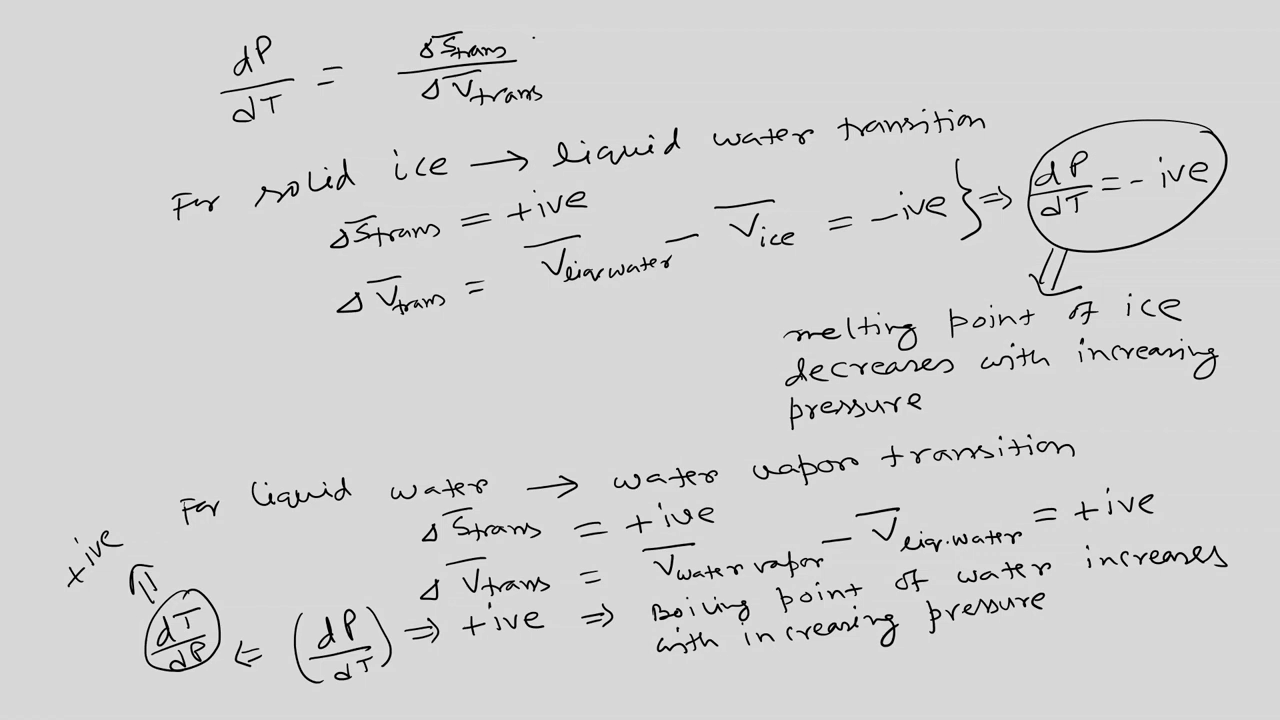 dP/dT = ΔS̅trans/ΔV̅trans
For solid ice → liquid water transition
ΔS̅trans = +ive
ΔV̅trans = V̅liq.water − V̅ice = −ive } ⇒ dP/dT = − ive
⇓
melting point of ice
decreases with increasing
pressure
For liquid water → water vapor transition
ΔS̅trans = +ive
ΔV̅trans = V̅water vapor − V̅liq.water = +ive
+ive
⇑
dT/dP ⇐ (dP/dT) ⇒ +ive ⇒ Boiling point of water increases
with increasing pressure